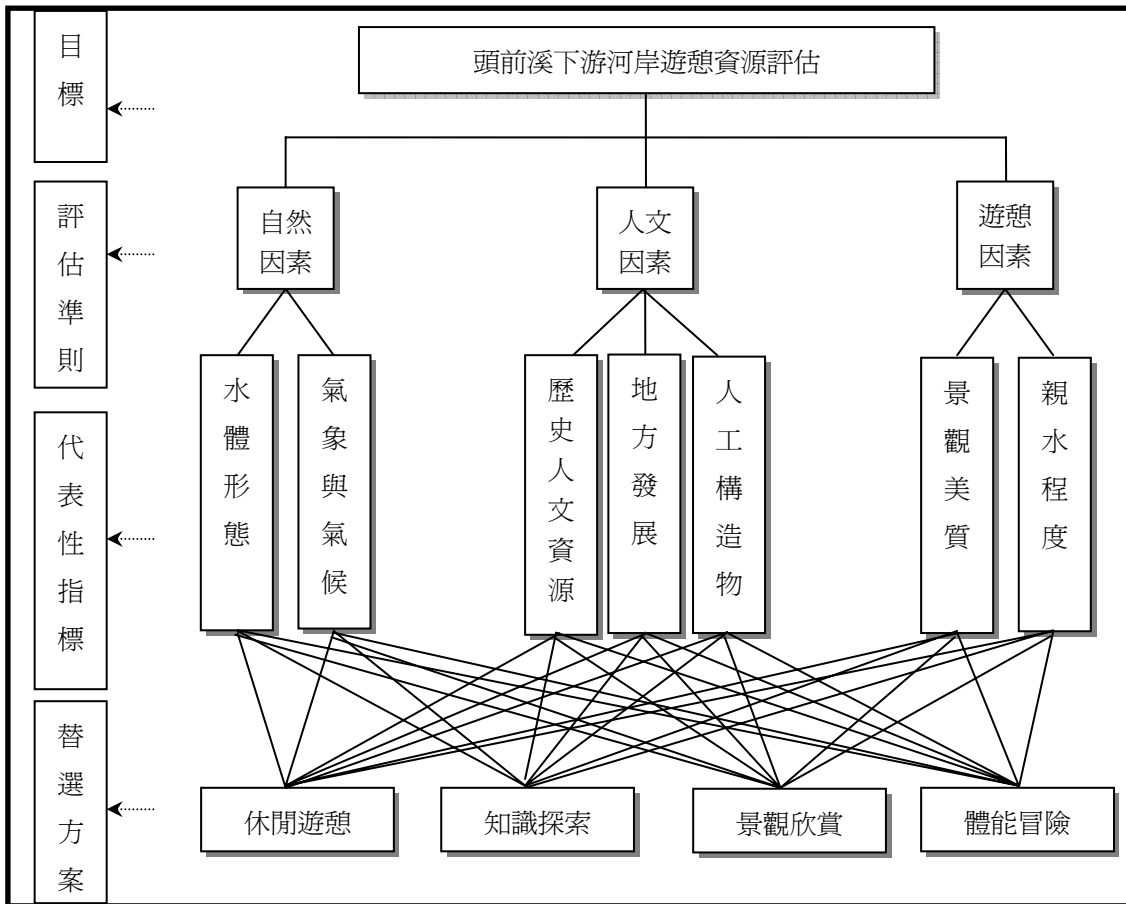 目標
頭前溪下游河岸遊憩資源評估
評估準則
自然
因素
人文
因素
遊憩
因素
代表性指標
水體形態
氣象與氣候
歷史人文資源
地方發展
人工構造物
景觀美質
親水程度
替選方案
休閒遊憩
知識探索
景觀欣賞
體能冒險